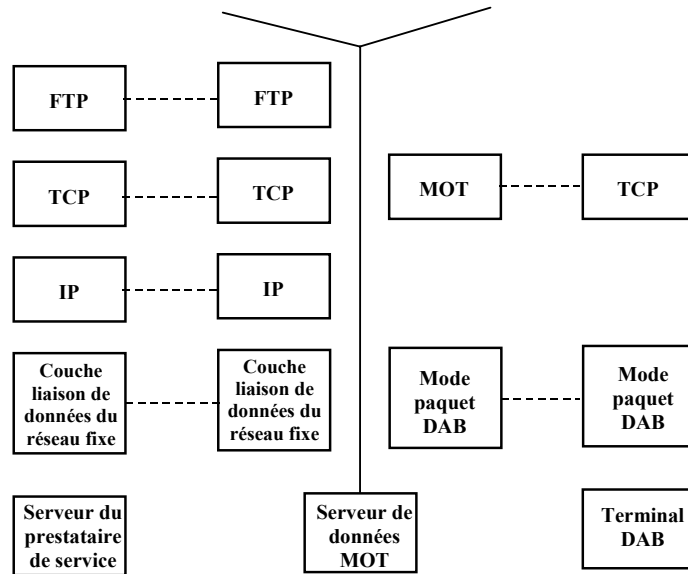 FTP
FTP
TCP
TCP
MOT
TCP
IP
IP
Couche
liaison de
données du
réseau fixe
Couche
liaison de
données du
réseau fixe
Mode
paquet
DAB
Mode
paquet
DAB
Serveur du
prestataire
de service
Serveur de
données
MOT
Terminal
DAB